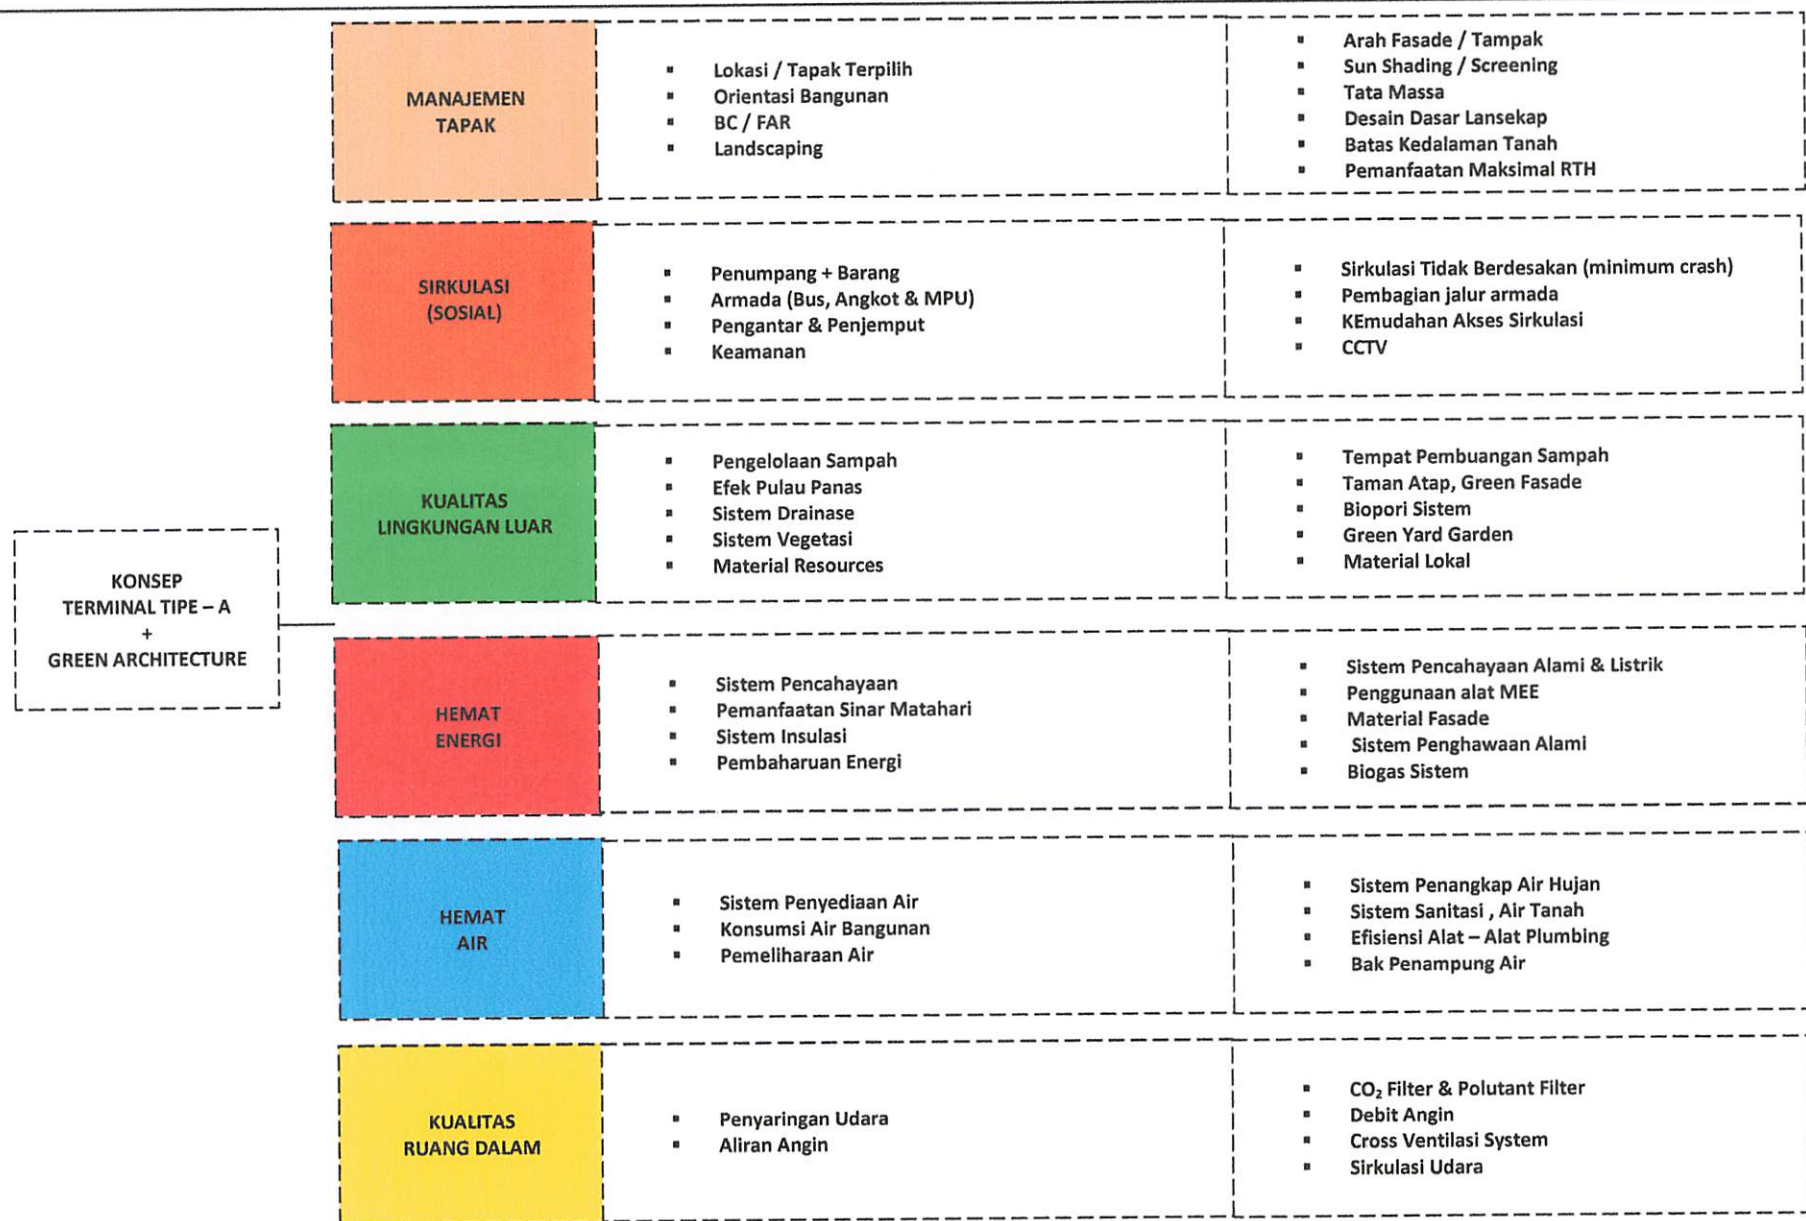 MANAJEMEN
TAPAK
Lokasi / Tapak Terpilih
Orientasi Bangunan
BC / FAR
Landscaping
Arah Fasade / Tampak
Sun Shading / Screening
Tata Massa
Desain Dasar Lansekap
Batas Kedalaman Tanah
Pemanfaatan Maksimal RTH
SIRKULASI
(SOSIAL)
Penumpang + Barang
Armada (Bus, Angkot & MPU)
Pengantar & Penjemput
Keamanan
Sirkulasi Tidak Berdesakan (minimum crash)
Pembagian jalur armada
KEmudahan Akses Sirkulasi
CCTV
KUALITAS
LINGKUNGAN LUAR
Pengelolaan Sampah
Efek Pulau Panas
Sistem Drainase
Sistem Vegetasi
Material Resources
Tempat Pembuangan Sampah
Taman Atap, Green Fasade
Biopori Sistem
Green Yard Garden
Material Lokal
KONSEP
TERMINAL TIPE – A
+
GREEN ARCHITECTURE
HEMAT
ENERGI
Sistem Pencahayaan
Pemanfaatan Sinar Matahari
Sistem Insulasi
Pembaharuan Energi
Sistem Pencahayaan Alami & Listrik
Penggunaan alat MEE
Material Fasade
Sistem Penghawaan Alami
Biogas Sistem
HEMAT
AIR
Sistem Penyediaan Air
Konsumsi Air Bangunan
Pemeliharaan Air
Sistem Penangkap Air Hujan
Sistem Sanitasi , Air Tanah
Efisiensi Alat – Alat Plumbing
Bak Penampung Air
KUALITAS
RUANG DALAM
Penyaringan Udara
Aliran Angin
CO₂ Filter & Polutant Filter
Debit Angin
Cross Ventilasi System
Sirkulasi Udara